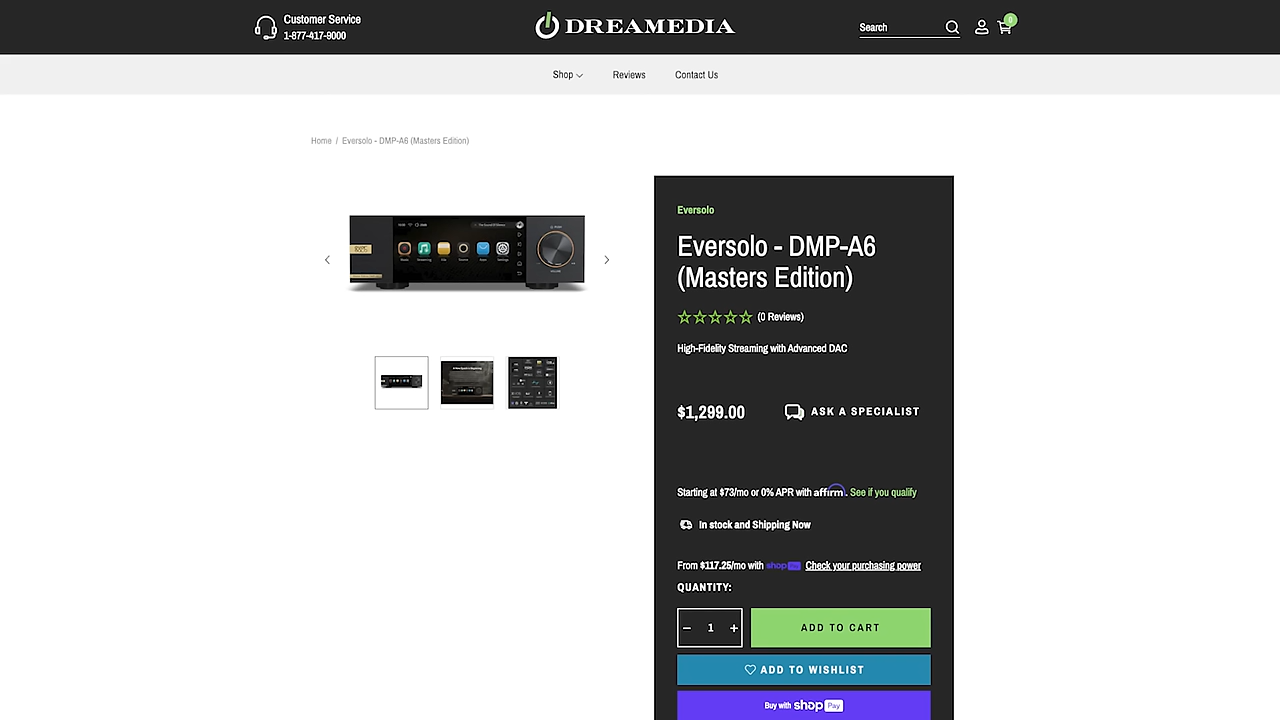 Customer Service
1-877-417-9000
DREAMEDIA
Search
0
Shop
Reviews
Contact Us
Home / Eversolo - DMP-A6 (Masters Edition)
Eversolo
Eversolo - DMP-A6
(Masters Edition)
(0 Reviews)
High-Fidelity Streaming with Advanced DAC
$1,299.00
ASK A SPECIALIST
Starting at $73/mo or 0% APR with affirm. See if you qualify
In stock and Shipping Now
From $117.25/mo with shop Pay Check your purchasing power
QUANTITY:
− 1 +
ADD TO CART
ADD TO WISHLIST
Buy with shop Pay